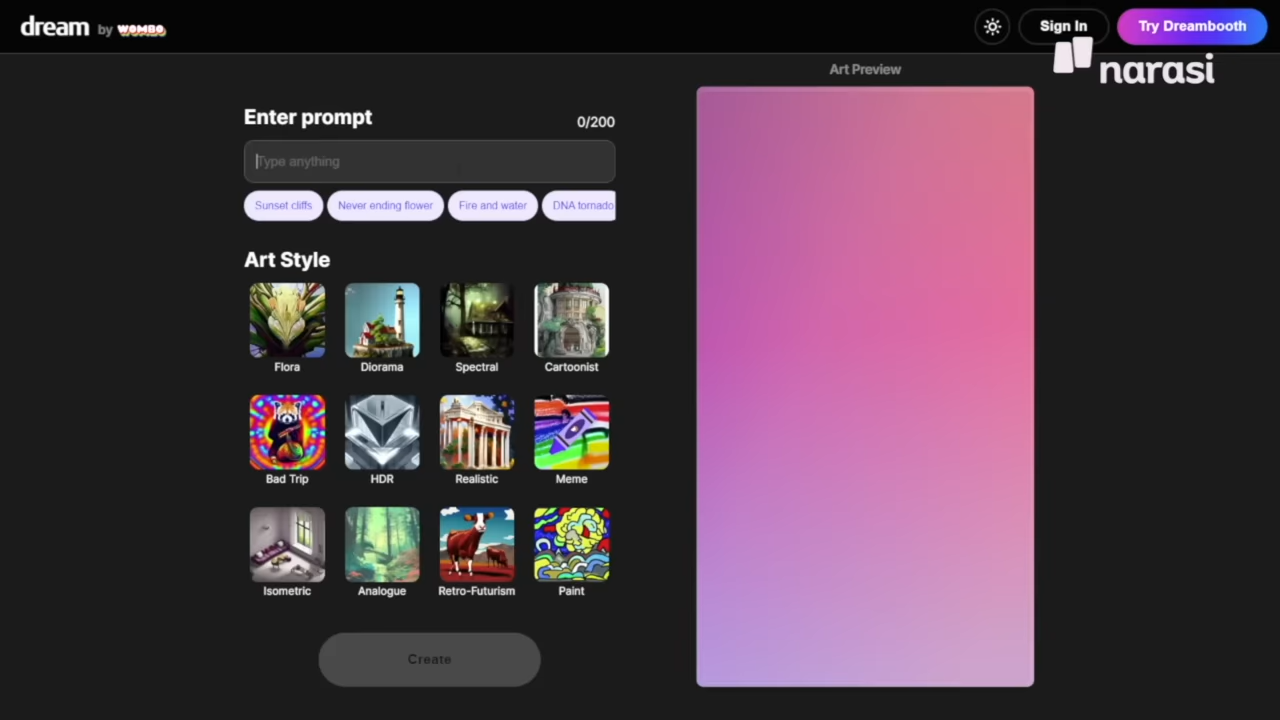 dream by WOMBO
Sign In
Try Dreambooth
narasi
Art Preview
Enter prompt
0/200
Type anything
Sunset cliffs
Never ending flower
Fire and water
DNA tornado
Art Style
Flora
Diorama
Spectral
Cartoonist
Bad Trip
HDR
Realistic
Meme
Isometric
Analogue
Retro-Futurism
Paint
Create